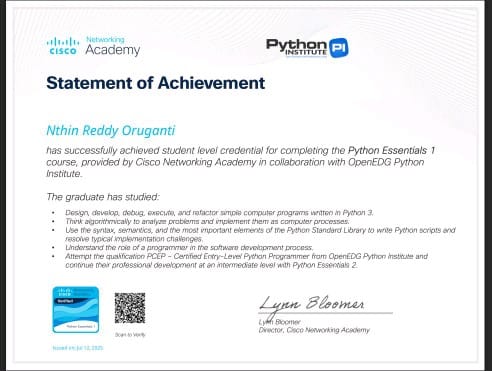 Networking
CISCO Academy
Python
INSTITUTE PI
Statement of Achievement
Nthin Reddy Oruganti
has successfully achieved student level credential for completing the Python Essentials 1
course, provided by Cisco Networking Academy in collaboration with OpenEDG Python
Institute.
The graduate has studied:
• Design, develop, debug, execute, and refactor simple computer programs written in Python 3.
• Think algorithmically to analyze problems and implement them as computer processes.
• Use the syntax, semantics, and the most important elements of the Python Standard Library to write Python scripts and
resolve typical implementation challenges.
• Understand the role of a programmer in the software development process.
• Attempt the qualification PCEP – Certified Entry-Level Python Programmer from OpenEDG Python Institute and
continue their professional development at an intermediate level with Python Essentials 2.
CISCO
Verified
Python Essentials 1
Scan to Verify
Lynn Bloomer
Lynn Bloomer
Director, Cisco Networking Academy
Issued on: Jul 12, 2025